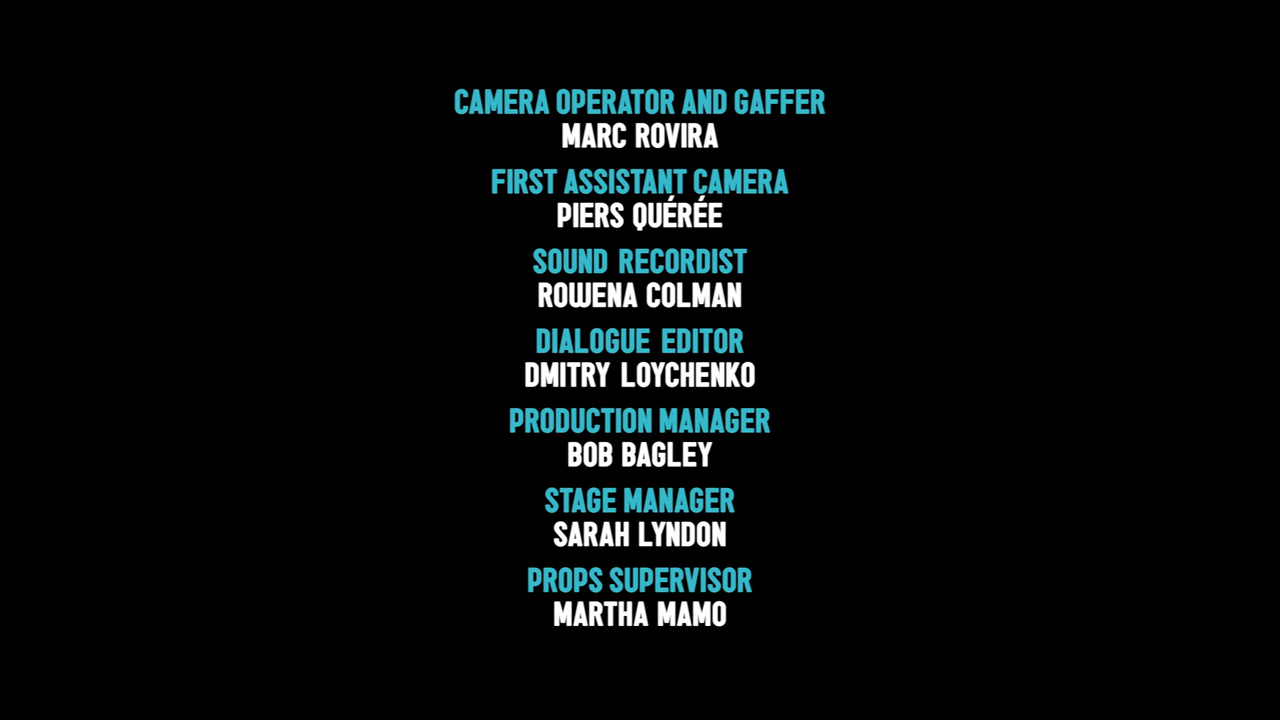 CAMERA OPERATOR AND GAFFER
MARC ROVIRA
FIRST ASSISTANT CAMERA
PIERS QUÉRÉE
SOUND RECORDIST
ROWENA COLMAN
DIALOGUE EDITOR
DMITRY LOYCHENKO
PRODUCTION MANAGER
BOB BAGLEY
STAGE MANAGER
SARAH LYNDON
PROPS SUPERVISOR
MARTHA MAMO